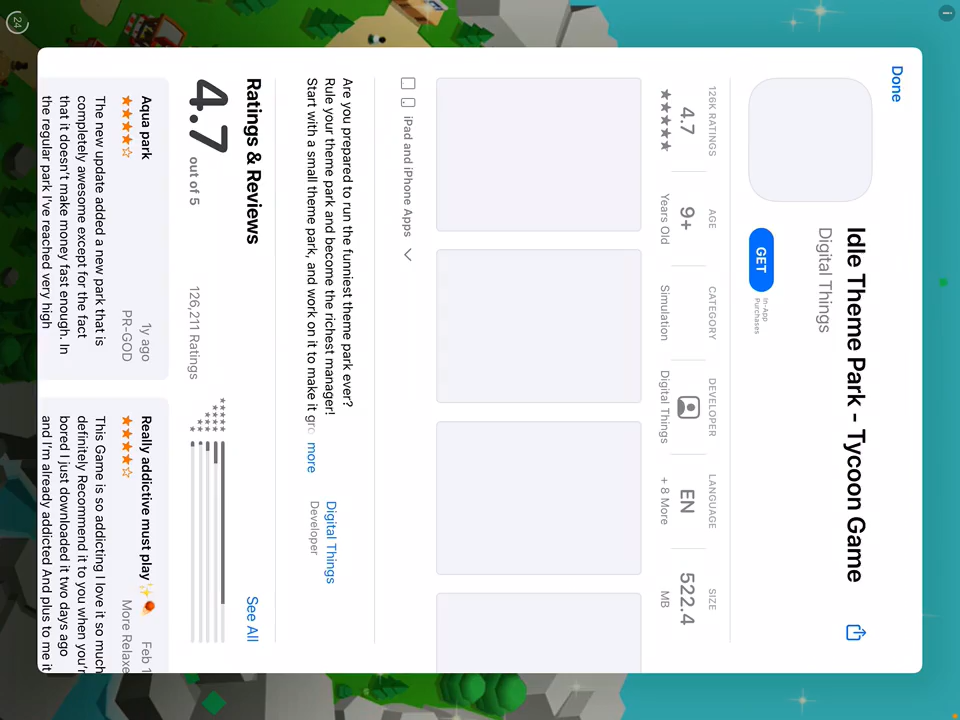 24
i
Done
Idle Theme Park - Tycoon Game
Digital Things
GET
In-App
Purchases
126K RATINGS
4.7
★★★★★
AGE
9+
Years Old
CATEGORY
Simulation
DEVELOPER
Digital Things
LANGUAGE
EN
+ 8 More
SIZE
522.4
MB
iPad and iPhone Apps
Are you prepared to run the funniest theme park ever?
Rule your theme park and become the richest manager!
Start with a small theme park, and work on it to make it gro
more
Digital Things
Developer
Ratings & Reviews
See All
4.7
out of 5
126,211 Ratings
Aqua park
1y ago
★★★★☆
PR-GOD
The new update added a new park that is
completely awesome except for the fact
that it doesn't make money fast enough. In
the regular park I've reached very high
Really addictive must play✨☄️
Feb 1
★★★★☆
More Relaxe
This Game is so addicting I love it so much
definitely Recommend it to you when you'r
bored I just downloaded it two days ago
and I'm already addicted And plus to me it